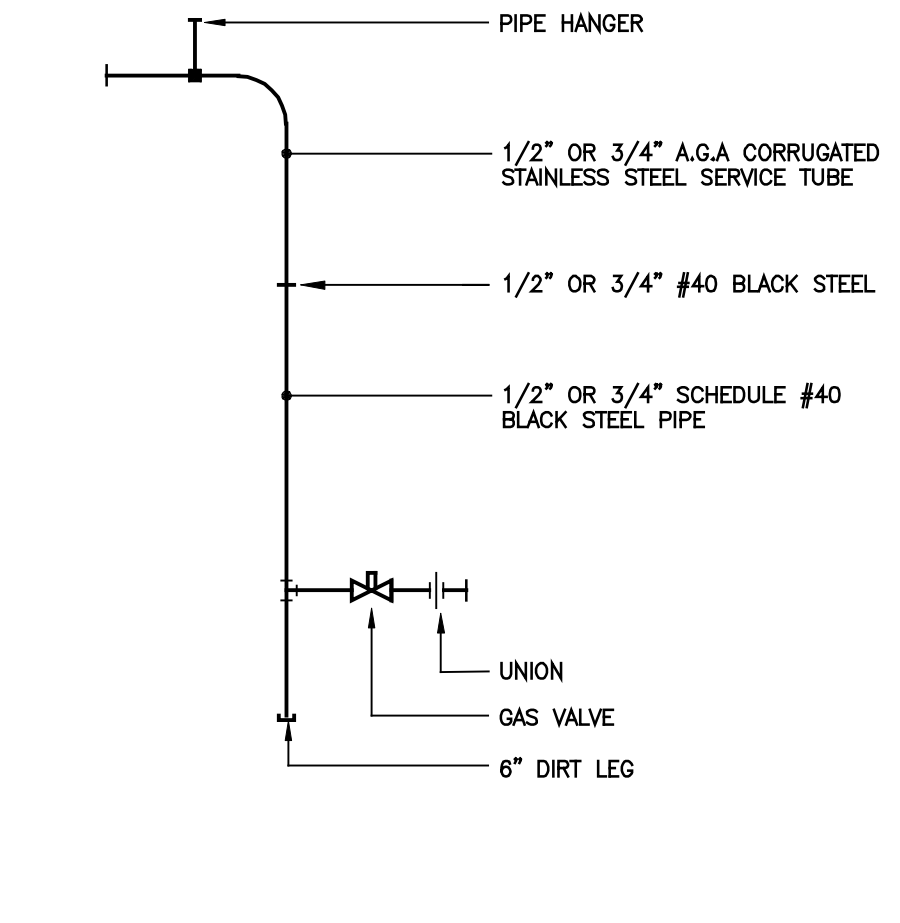 PIPE HANGER
1/2" OR 3/4" A.G.A CORRUGATED
STAINLESS STEEL SERVICE TUBE
1/2" OR 3/4" #40 BLACK STEEL
1/2" OR 3/4" SCHEDULE #40
BLACK STEEL PIPE
UNION
GAS VALVE
6" DIRT LEG